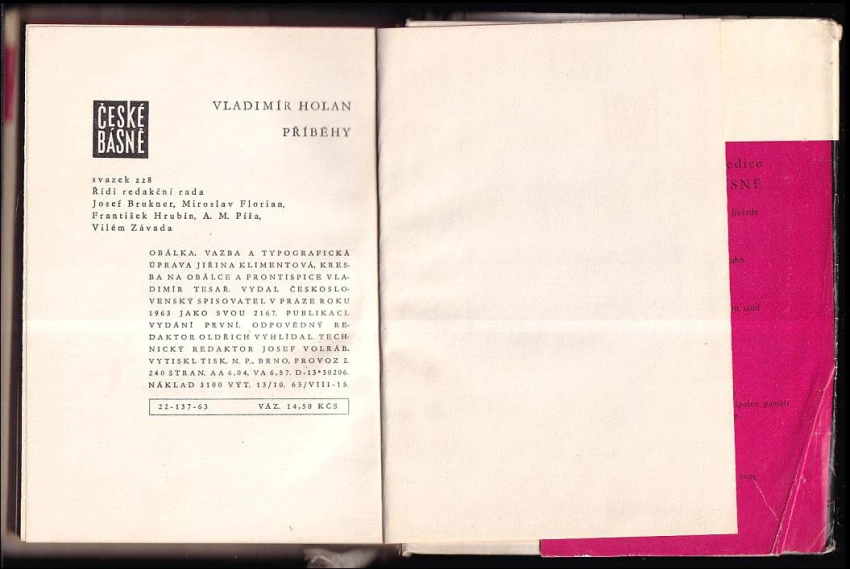 ČESKÉ
BÁSNĚ
VLADIMÍR HOLAN
PŘÍBĚHY
svazek 228
Řídí redakční rada
Josef Brukner, Miroslav Florian,
František Hrubín, A. M. Píša,
Vilém Závada
OBÁLKA, VAZBA A TYPOGRAFICKÁ
ÚPRAVA JIŘINA KLIMENTOVÁ, KRES-
BA NA OBÁLCE A FRONTISPICE VLA-
DIMÍR TESAŘ. VYDAL ČESKOSLO-
VENSKÝ SPISOVATEL V PRAZE ROKU
1963 JAKO SVOU 2167. PUBLIKACI.
VYDÁNÍ PRVNÍ. ODPOVĚDNÝ RE-
DAKTOR OLDŘICH VYHLÍDAL. TECH-
NICKÝ REDAKTOR JOSEF VOLRÁB.
VYTISKL TISK, N. P., BRNO, PROVOZ 2.
240 STRAN. AA 6,04, VA 6,57. D-13*30206.
NÁKLAD 3100 VÝT. 13/10. 63/VIII-15.
22-137-63 VÁZ. 14,50 KČS
edice
SNĚ
hvězdy